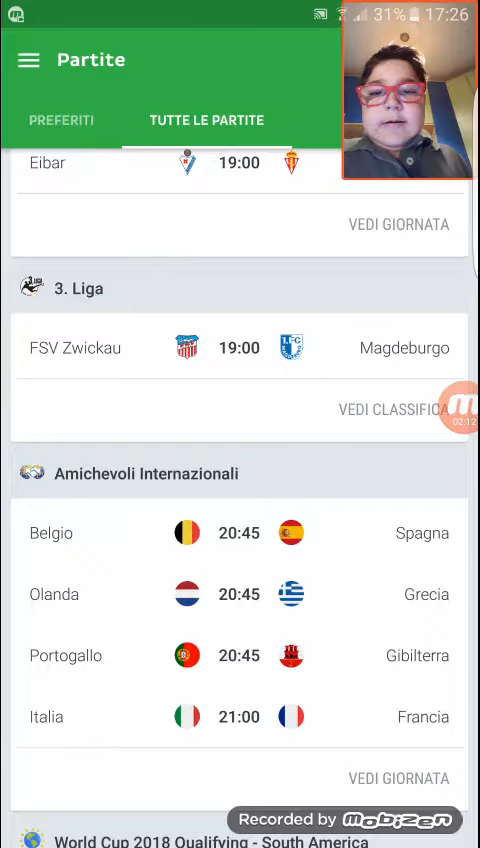 31% 17:26
Partite
PREFERITI TUTTE LE PARTITE
Eibar 19:00
VEDI GIORNATA
3. Liga
FSV Zwickau 19:00 Magdeburgo
VEDI CLASSIFICA
02:12
Amichevoli Internazionali
Belgio 20:45 Spagna
Olanda 20:45 Grecia
Portogallo 20:45 Gibilterra
Italia 21:00 Francia
VEDI GIORNATA
Recorded by Mobizen
World Cup 2018 Qualifying - South America